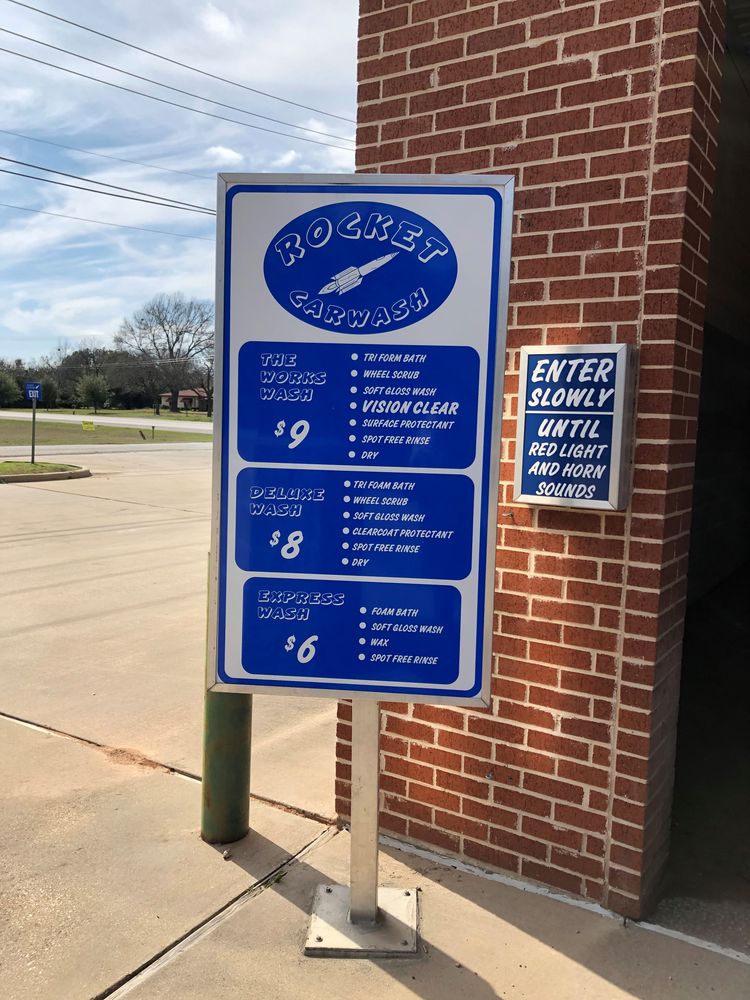 ROCKET
CARWASH
THE
WORKS
WASH
$9
TRI FORM BATH
WHEEL SCRUB
SOFT GLOSS WASH
VISION CLEAR
SURFACE PROTECTANT
SPOT FREE RINSE
DRY
DELUXE
WASH
$8
TRI FOAM BATH
WHEEL SCRUB
SOFT GLOSS WASH
CLEARCOAT PROTECTANT
SPOT FREE RINSE
DRY
EXPRESS
WASH
$6
FOAM BATH
SOFT GLOSS WASH
WAX
SPOT FREE RINSE
ENTER
SLOWLY
UNTIL
RED LIGHT
AND HORN
SOUNDS
EXIT